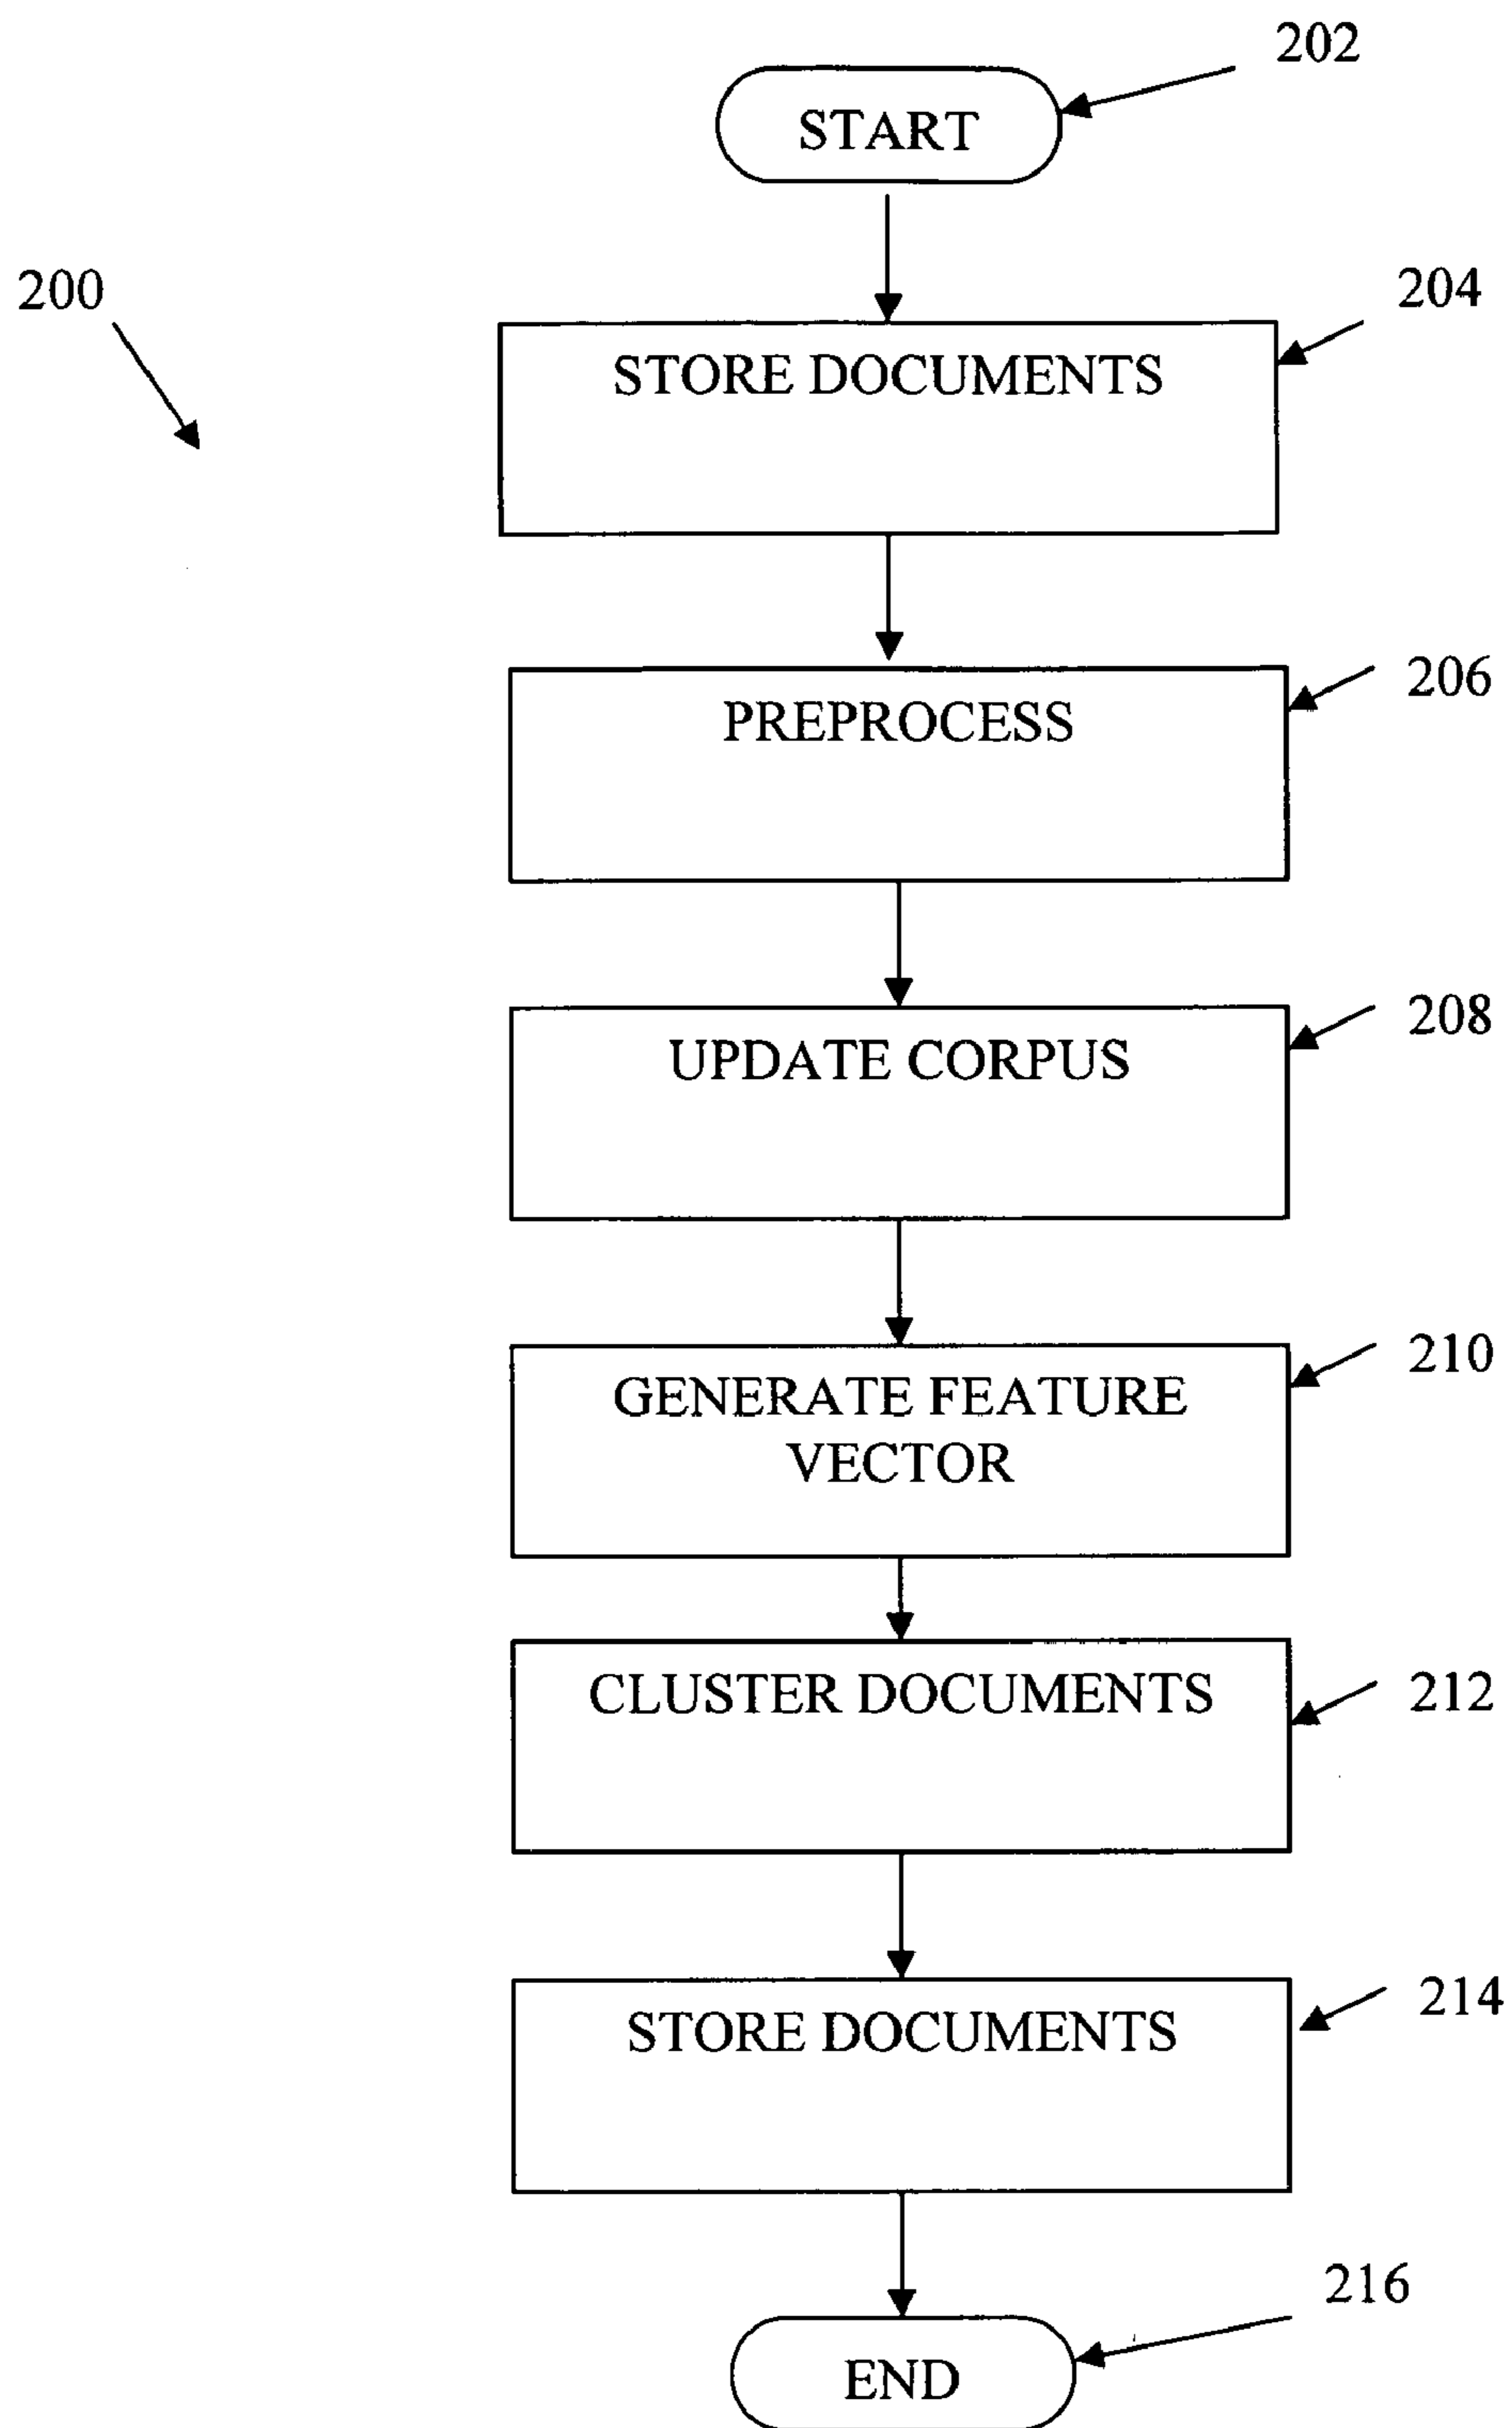 202
START
200
204
STORE DOCUMENTS
206
PREPROCESS
208
UPDATE CORPUS
210
GENERATE FEATURE
VECTOR
212
CLUSTER DOCUMENTS
214
STORE DOCUMENTS
216
END